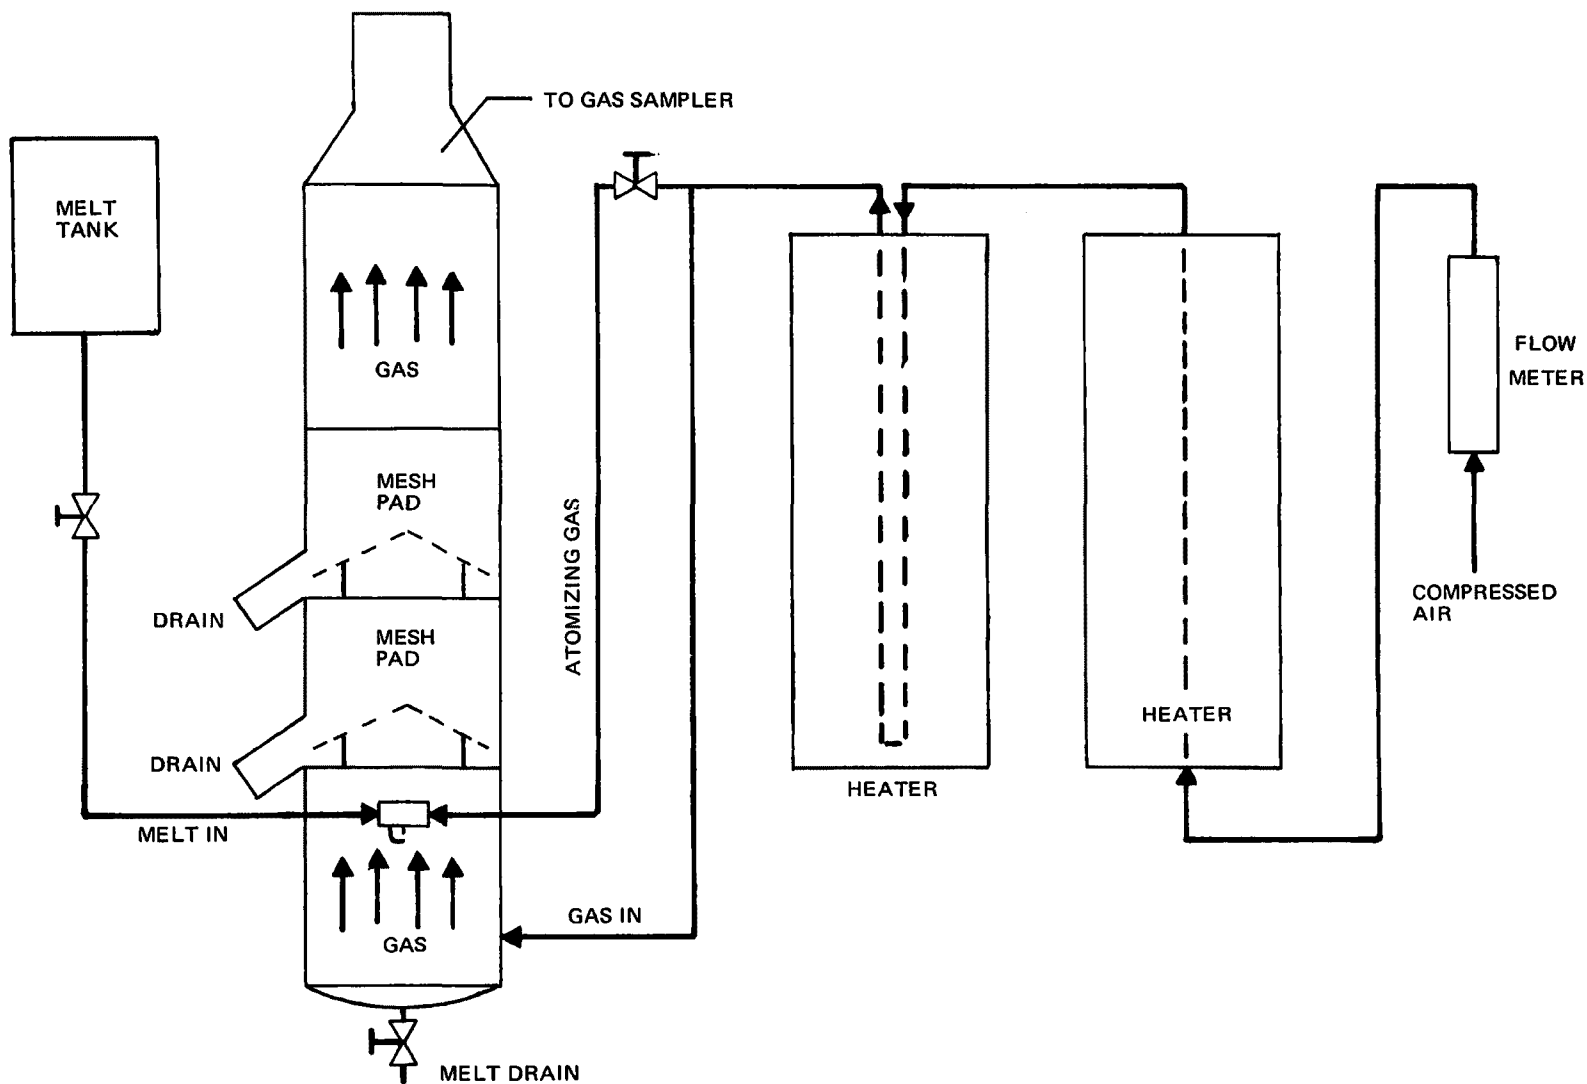 TO GAS SAMPLER
MELT
TANK
GAS
FLOW
METER
MESH
PAD
ATOMIZING GAS
COMPRESSED
AIR
DRAIN
MESH
PAD
HEATER
DRAIN
HEATER
MELT IN
GAS IN
GAS
MELT DRAIN